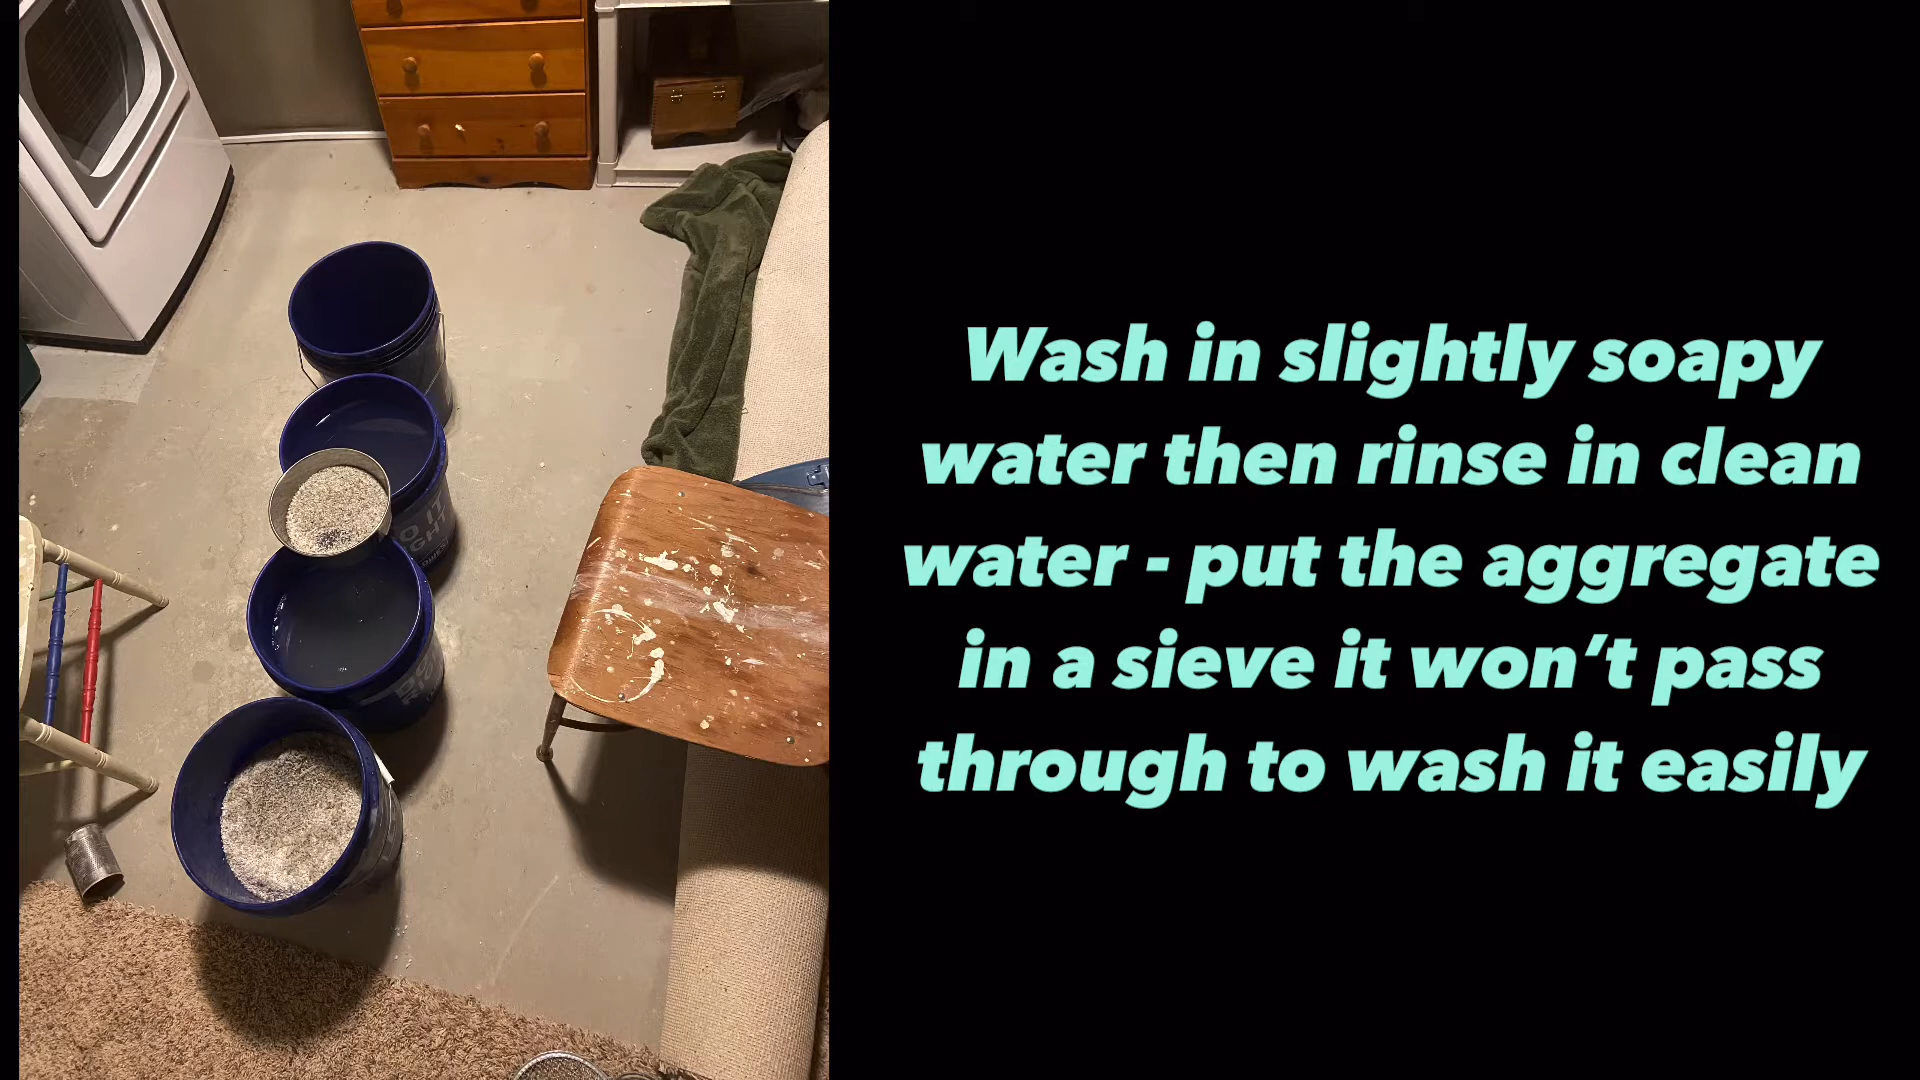 Wash in slightly soapy
water then rinse in clean
water - put the aggregate
in a sieve it won't pass
through to wash it easily